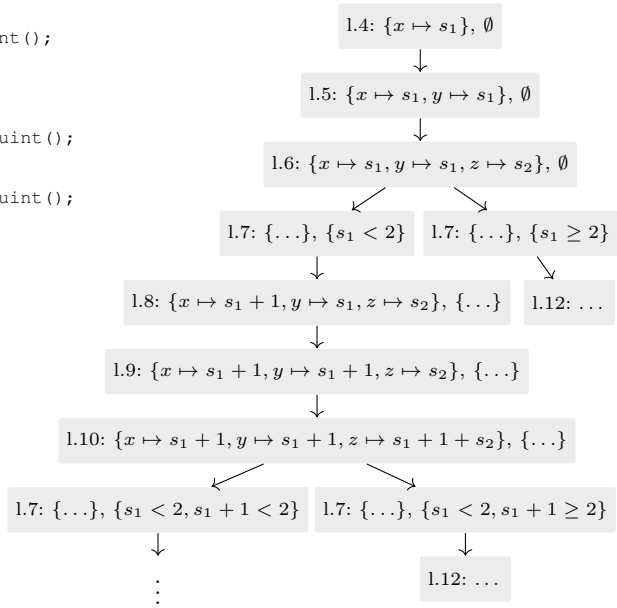 nt();
uint();
uint();
l.4: {x ↦ s₁}, ∅
l.5: {x ↦ s₁, y ↦ s₁}, ∅
l.6: {x ↦ s₁, y ↦ s₁, z ↦ s₂}, ∅
l.7: {...}, {s₁ < 2}
l.7: {...}, {s₁ ≥ 2}
l.8: {x ↦ s₁ + 1, y ↦ s₁, z ↦ s₂}, {...}
l.12: ...
l.9: {x ↦ s₁ + 1, y ↦ s₁ + 1, z ↦ s₂}, {...}
l.10: {x ↦ s₁ + 1, y ↦ s₁ + 1, z ↦ s₁ + 1 + s₂}, {...}
l.7: {...}, {s₁ < 2, s₁ + 1 < 2}
l.7: {...}, {s₁ < 2, s₁ + 1 ≥ 2}
⋮
l.12: ...